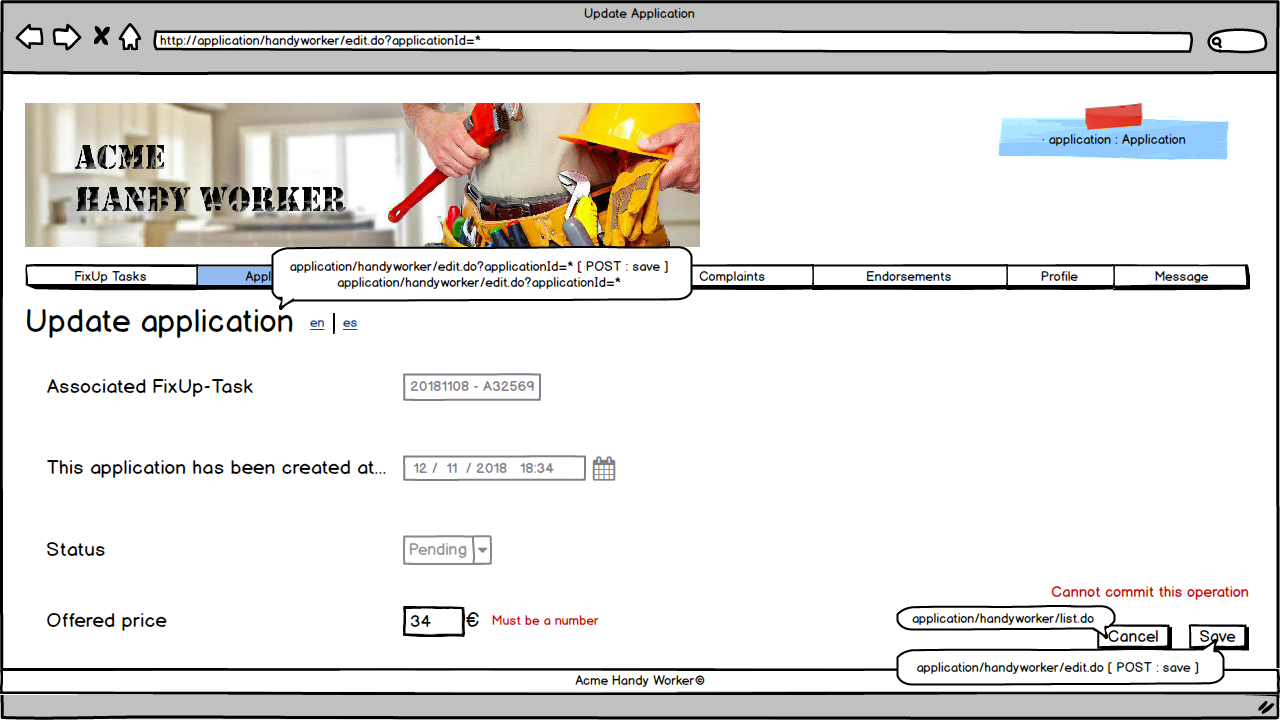 Update Application
http://application/handyworker/edit.do?applicationId=*
ACME
HANDY WORKER
· application : Application
application/handyworker/edit.do?applicationId=* [ POST : save ]
application/handyworker/edit.do?applicationId=*
FixUp Tasks
Appl
Complaints
Endorsements
Profile
Message
Update application en | es
Associated FixUp-Task 20181108 - A32569
This application has been created at... 12 / 11 / 2018 18:34
Status Pending
Cannot commit this operation
Offered price 34 € Must be a number
application/handyworker/list.do
Cancel Save
application/handyworker/edit.do [ POST : save ]
Acme Handy Worker©